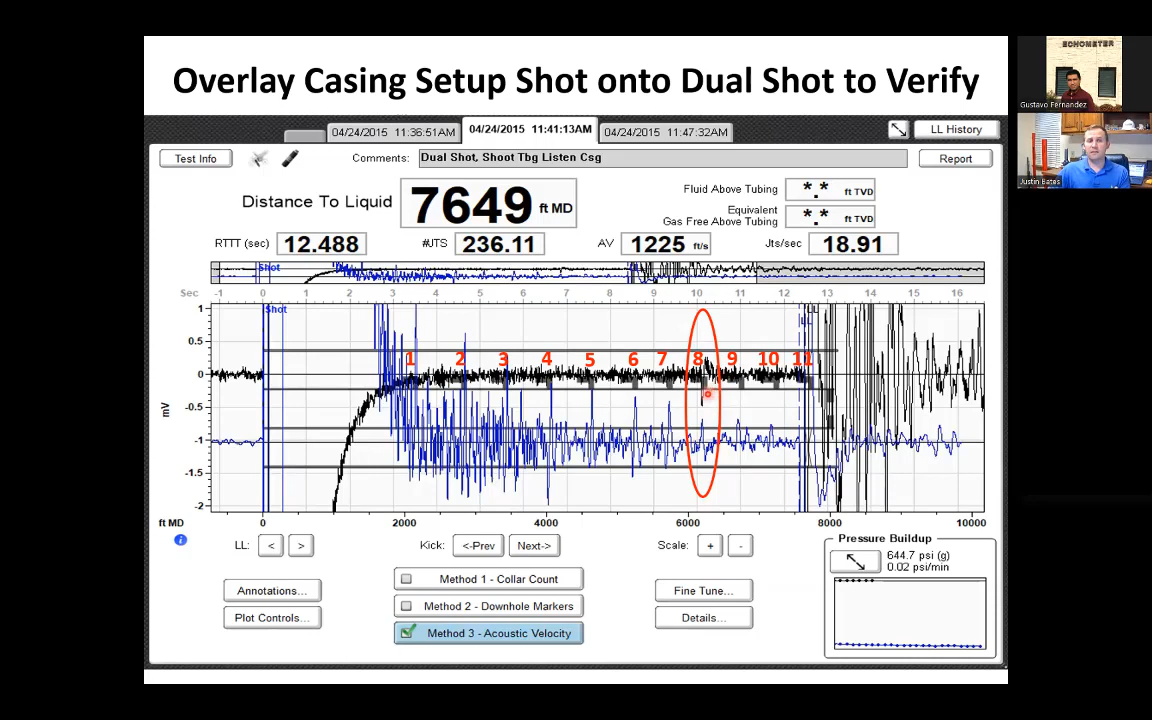 Overlay Casing Setup Shot onto Dual Shot to Verify
ECHOMETER
Gustavo Fernandez
Justin Bates
04/24/2015 11:36:51AM
04/24/2015 11:41:13AM
04/24/2015 11:47:32AM
LL History
Test Info
Comments:
Dual Shot, Shoot Tbg Listen Csg
Report
Distance To Liquid
7649 ft MD
Fluid Above Tubing
*.* ft TVD
Equivalent
Gas Free Above Tubing
*.* ft TVD
RTTT (sec) 12.488
#JTS 236.11
AV 1225 ft/s
Jts/sec 18.91
Shot
LL
Sec -1 0 1 2 3 4 5 6 7 8 9 10 11 12 13 14 15 16
Shot
LL
LL
1 2 3 4 5 6 7 8 9 10 11
mV
1
0.5
0
-0.5
-1
-1.5
-2
ft MD 0 2000 4000 6000 8000 10000
LL: < >
Kick: <-Prev Next->
Scale: + -
Annotations...
Plot Controls...
Method 1 - Collar Count
Method 2 - Downhole Markers
Method 3 - Acoustic Velocity
Fine Tune...
Details...
Pressure Buildup
644.7 psi (g)
0.02 psi/min